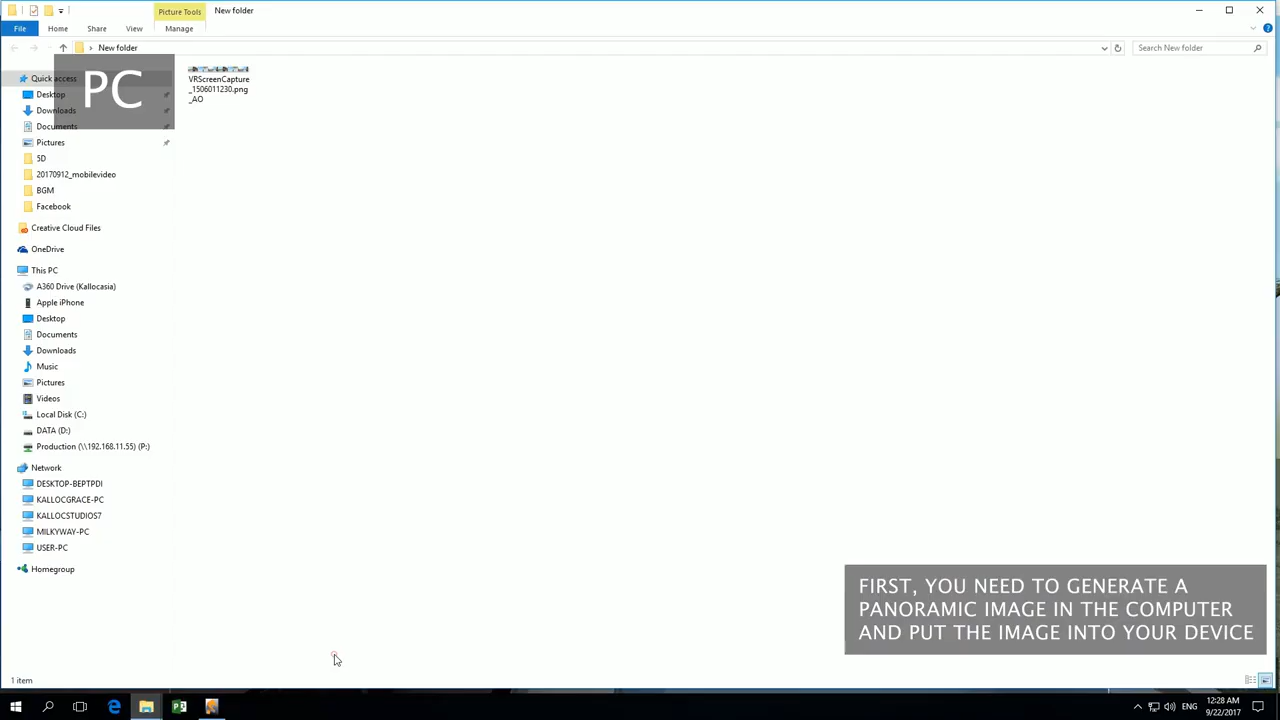 Picture Tools
New folder
File
Home
Share
View
Manage
New folder
Search New folder
PC
Quick access
Desktop
Downloads
Documents
Pictures
5D
20170912_mobilevideo
BGM
Facebook
Creative Cloud Files
OneDrive
This PC
A360 Drive (Kallocasia)
Apple iPhone
Desktop
Documents
Downloads
Music
Pictures
Videos
Local Disk (C:)
DATA (D:)
Production (\\192.168.11.55) (P:)
Network
DESKTOP-BEPTPDI
KALLOCGRACE-PC
KALLOCSTUDIOS7
MILKYWAY-PC
USER-PC
Homegroup
VRScreenCapture
_1506011230.png
_AO
FIRST, YOU NEED TO GENERATE A
PANORAMIC IMAGE IN THE COMPUTER
AND PUT THE IMAGE INTO YOUR DEVICE
1 item
ENG
12:28 AM
9/22/2017